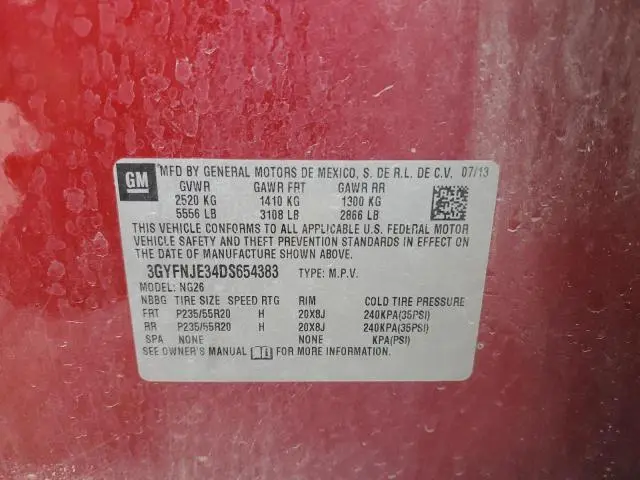 GM MFD BY GENERAL MOTORS DE MEXICO, S. DE R.L. DE C.V. 07/13
GVWR GAWR FRT GAWR RR
2520 KG 1410 KG 1300 KG
5556 LB 3108 LB 2866 LB
THIS VEHICLE CONFORMS TO ALL APPLICABLE U.S. FEDERAL MOTOR
VEHICLE SAFETY AND THEFT PREVENTION STANDARDS IN EFFECT ON
THE DATE OF MANUFACTURE SHOWN ABOVE.
3GYFNJE34DS654383 TYPE: M.P.V.
MODEL: NG26
NBBG TIRE SIZE SPEED RTG RIM COLD TIRE PRESSURE
FRT P235/55R20 H 20X8J 240KPA(35PSI)
RR P235/55R20 H 20X8J 240KPA(35PSI)
SPA NONE NONE KPA(PSI)
SEE OWNER'S MANUAL FOR MORE INFORMATION.